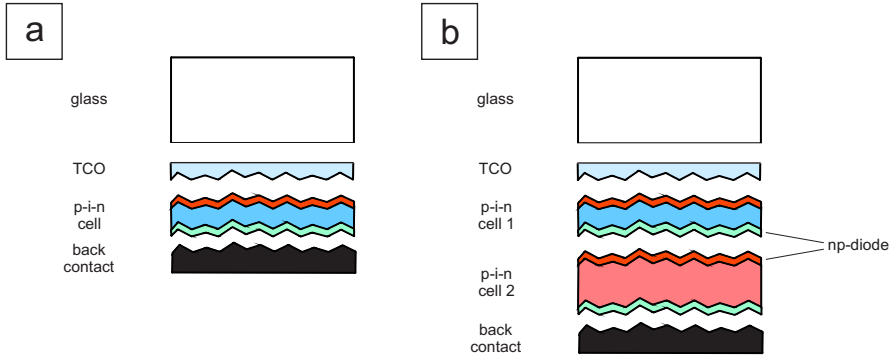 a
glass
TCO
p-i-n
cell
back
contact
b
glass
TCO
p-i-n
cell 1
np-diode
p-i-n
cell 2
back
contact